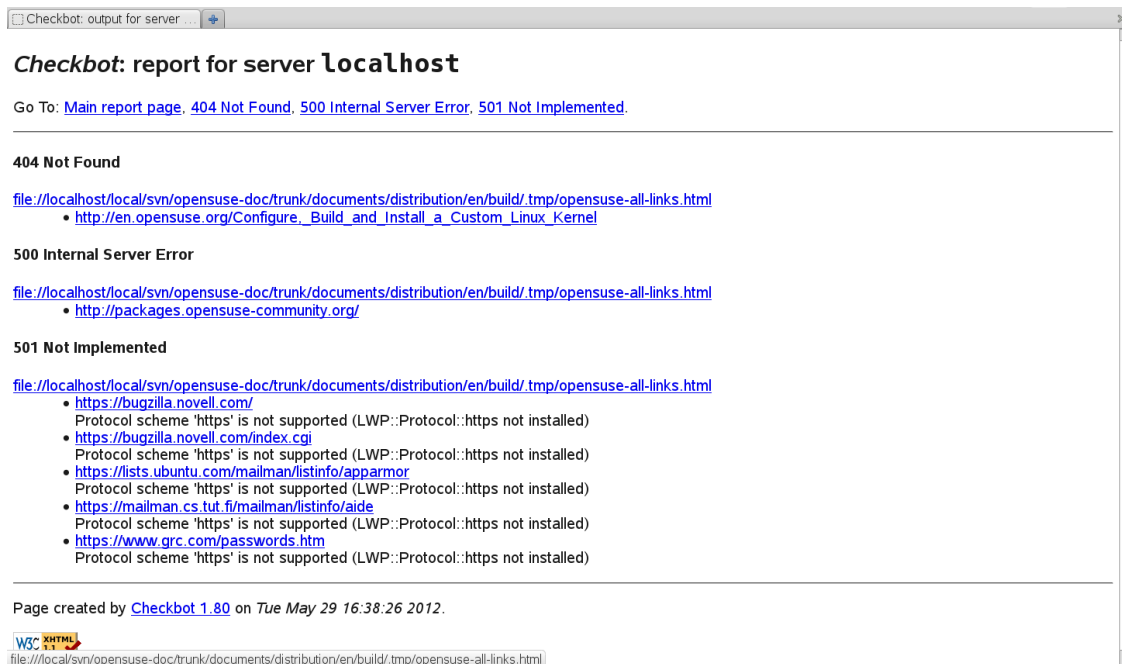 Checkbot: output for server ...
Checkbot: report for server localhost
Go To: Main report page, 404 Not Found, 500 Internal Server Error, 501 Not Implemented.
404 Not Found
file://localhost/local/svn/opensuse-doc/trunk/documents/distribution/en/build/.tmp/opensuse-all-links.html
• http://en.opensuse.org/Configure,_Build_and_Install_a_Custom_Linux_Kernel
500 Internal Server Error
file://localhost/local/svn/opensuse-doc/trunk/documents/distribution/en/build/.tmp/opensuse-all-links.html
• http://packages.opensuse-community.org/
501 Not Implemented
file://localhost/local/svn/opensuse-doc/trunk/documents/distribution/en/build/.tmp/opensuse-all-links.html
• https://bugzilla.novell.com/
Protocol scheme 'https' is not supported (LWP::Protocol::https not installed)
• https://bugzilla.novell.com/index.cgi
Protocol scheme 'https' is not supported (LWP::Protocol::https not installed)
• https://lists.ubuntu.com/mailman/listinfo/apparmor
Protocol scheme 'https' is not supported (LWP::Protocol::https not installed)
• https://mailman.cs.tut.fi/mailman/listinfo/aide
Protocol scheme 'https' is not supported (LWP::Protocol::https not installed)
• https://www.grc.com/passwords.htm
Protocol scheme 'https' is not supported (LWP::Protocol::https not installed)
Page created by Checkbot 1.80 on Tue May 29 16:38:26 2012.
W3C XHTML 1.1
file:///local/svn/opensuse-doc/trunk/documents/distribution/en/build/.tmp/opensuse-all-links.html